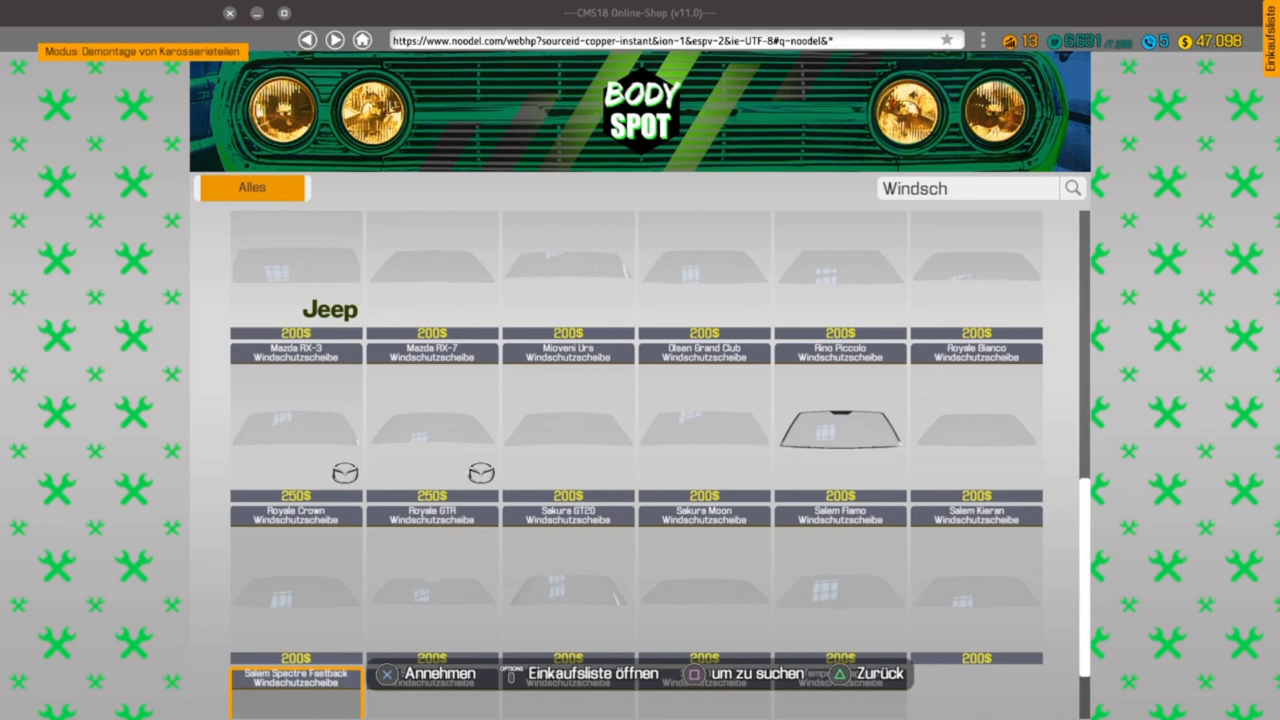 ---CMS18 Online-Shop (v11.0)---
Einkaufsliste
Modus: Demontage von Karosserieteilen
https://www.noodel.com/webhp?sourceid-copper-instant&ion-1&espv-2&ie-UTF-8#q-noodel&*
13
5
47,098
BODY
SPOT
Alles
Windsch
Jeep
200$ 200$ 200$ 200$ 200$ 200$
Mazda RX-3 Mazda RX-7 Mioveni Urs Olsen Grand Club Rino Piccolo Royale Bianco
Windschutzscheibe Windschutzscheibe Windschutzscheibe Windschutzscheibe Windschutzscheibe Windschutzscheibe
250$ 250$ 200$ 200$ 200$ 200$
Royale Crown Royale GTR Sakura GT20 Sakura Moon Salem Flamo Salem Kieran
Windschutzscheibe Windschutzscheibe Windschutzscheibe Windschutzscheibe Windschutzscheibe Windschutzscheibe
200$ 200$ 200$ 200$ 200$ 200$
Salem Spectre Fastback
Windschutzscheibe
Annehmen OPTIONS Einkaufsliste öffnen um zu suchen Zurück